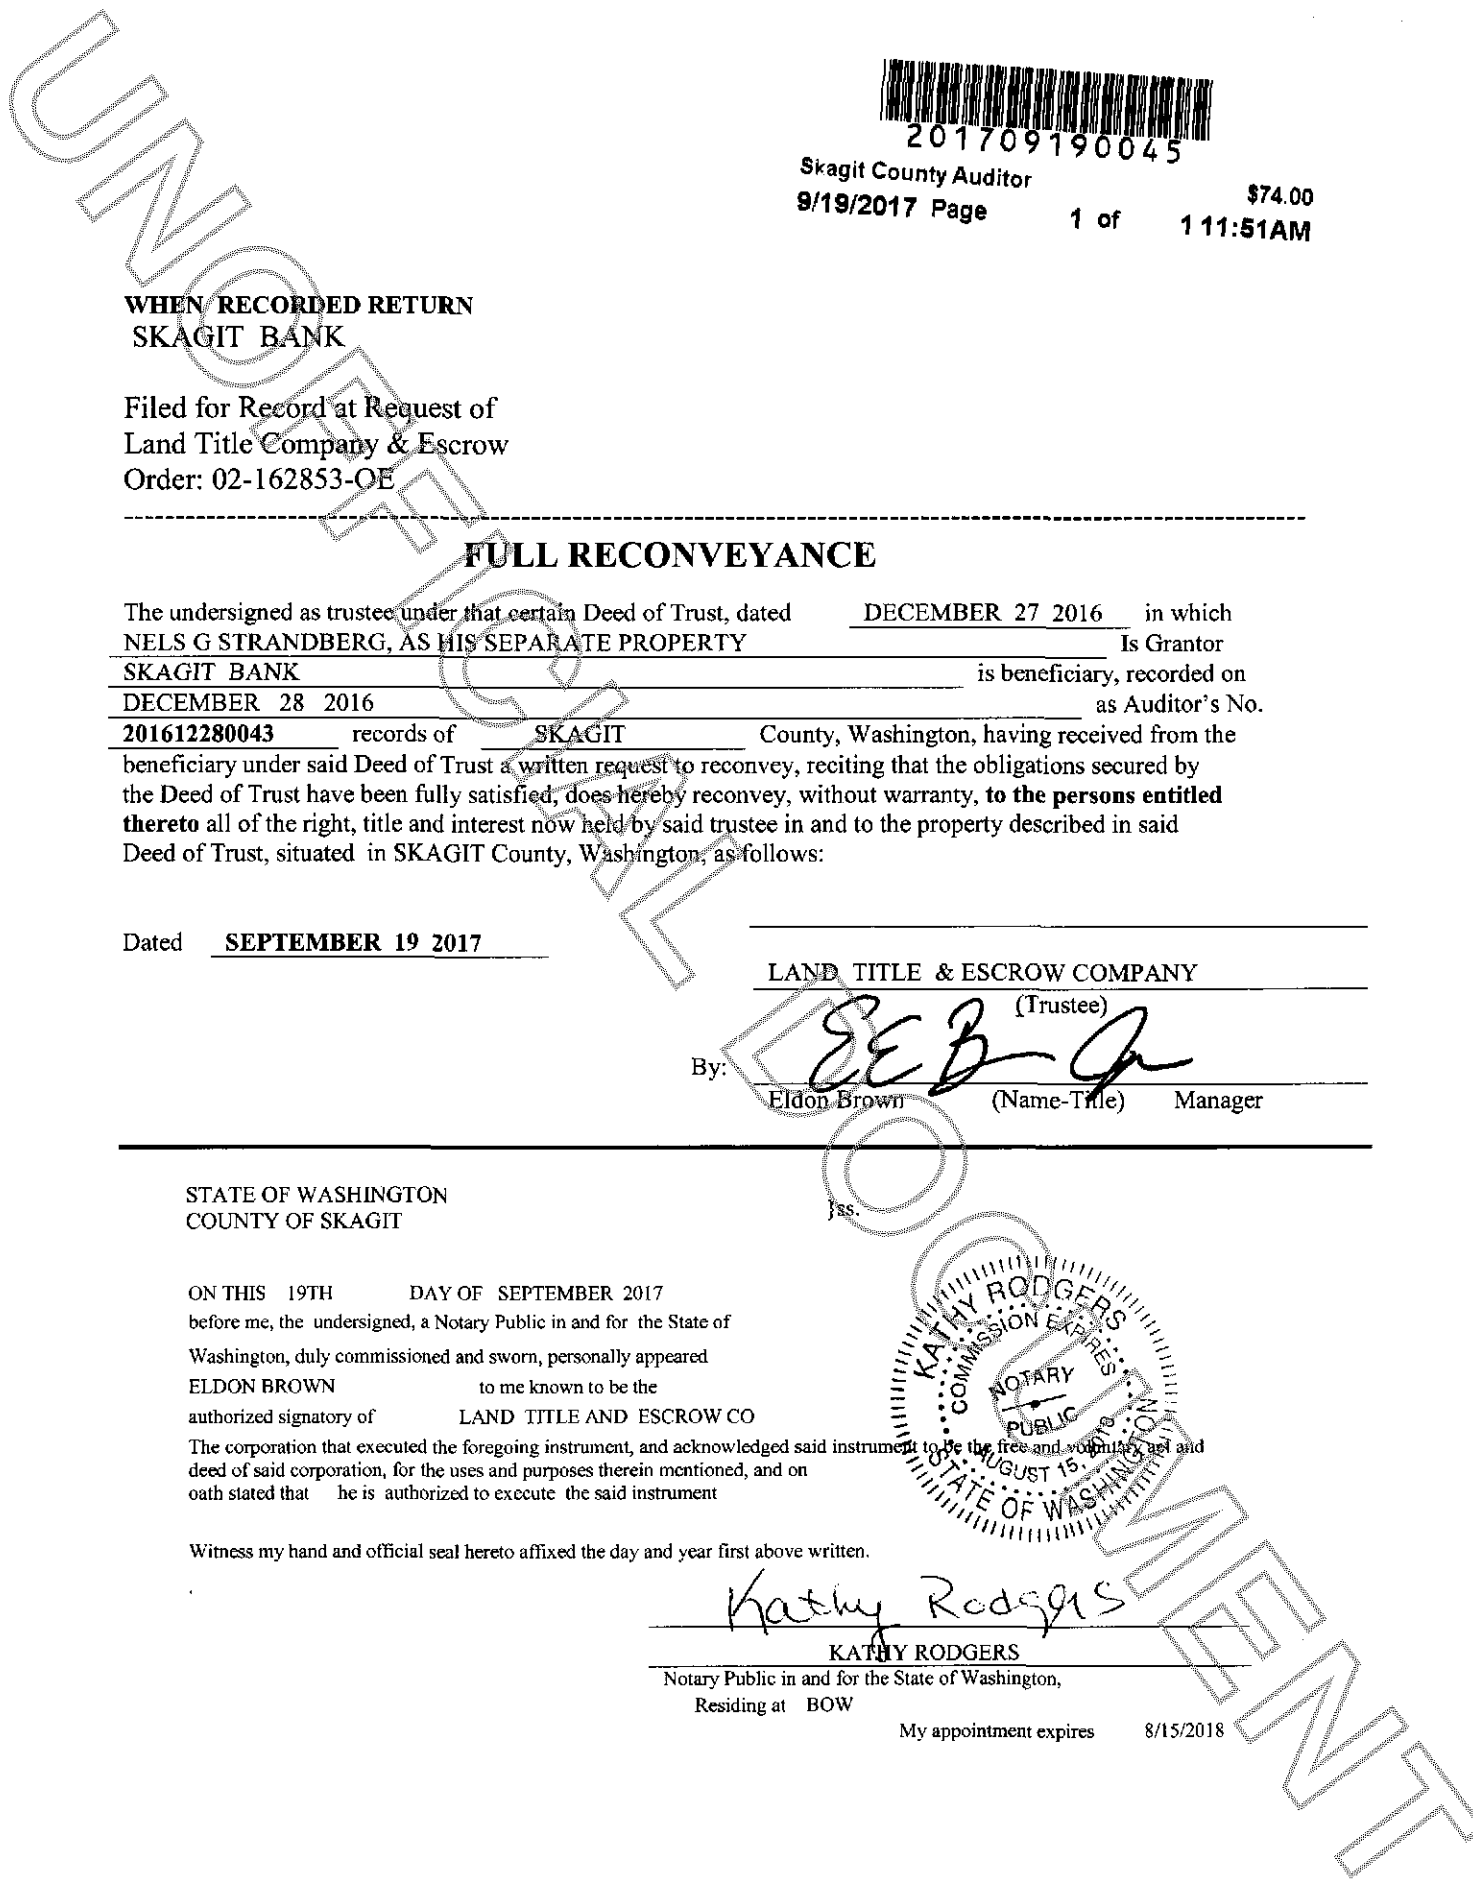 201709190045
Skagit County Auditor $74.00
9/19/2017 Page 1 of 1 11:51AM
WHEN RECORDED RETURN
SKAGIT BANK
Filed for Record at Request of
Land Title Company & Escrow
Order: 02-162853-OE
FULL RECONVEYANCE
The undersigned as trustee under that certain Deed of Trust, dated DECEMBER 27 2016 in which
NELS G STRANDBERG, AS HIS SEPARATE PROPERTY Is Grantor
SKAGIT BANK is beneficiary, recorded on
DECEMBER 28 2016 as Auditor's No.
201612280043 records of SKAGIT County, Washington, having received from the
beneficiary under said Deed of Trust a written request to reconvey, reciting that the obligations secured by
the Deed of Trust have been fully satisfied, does hereby reconvey, without warranty, to the persons entitled
thereto all of the right, title and interest now held by said trustee in and to the property described in said
Deed of Trust, situated in SKAGIT County, Washington, as follows:
Dated SEPTEMBER 19 2017
LAND TITLE & ESCROW COMPANY
(Trustee)
By:
Eldon Brown (Name-Title) Manager
STATE OF WASHINGTON
COUNTY OF SKAGIT }ss.
ON THIS 19TH DAY OF SEPTEMBER 2017
before me, the undersigned, a Notary Public in and for the State of
Washington, duly commissioned and sworn, personally appeared
ELDON BROWN to me known to be the
authorized signatory of LAND TITLE AND ESCROW CO
The corporation that executed the foregoing instrument, and acknowledged said instrument to be the free and voluntary act and
deed of said corporation, for the uses and purposes therein mentioned, and on
oath stated that he is authorized to execute the said instrument
KATHY RODGERS
COMMISSION EXPIRES
NOTARY
PUBLIC
AUGUST 15, 2018
STATE OF WASHINGTON
Witness my hand and official seal hereto affixed the day and year first above written.
Kathy Rodgers
KATHY RODGERS
Notary Public in and for the State of Washington,
Residing at BOW
My appointment expires 8/15/2018
UNOFFICIAL DOCUMENT